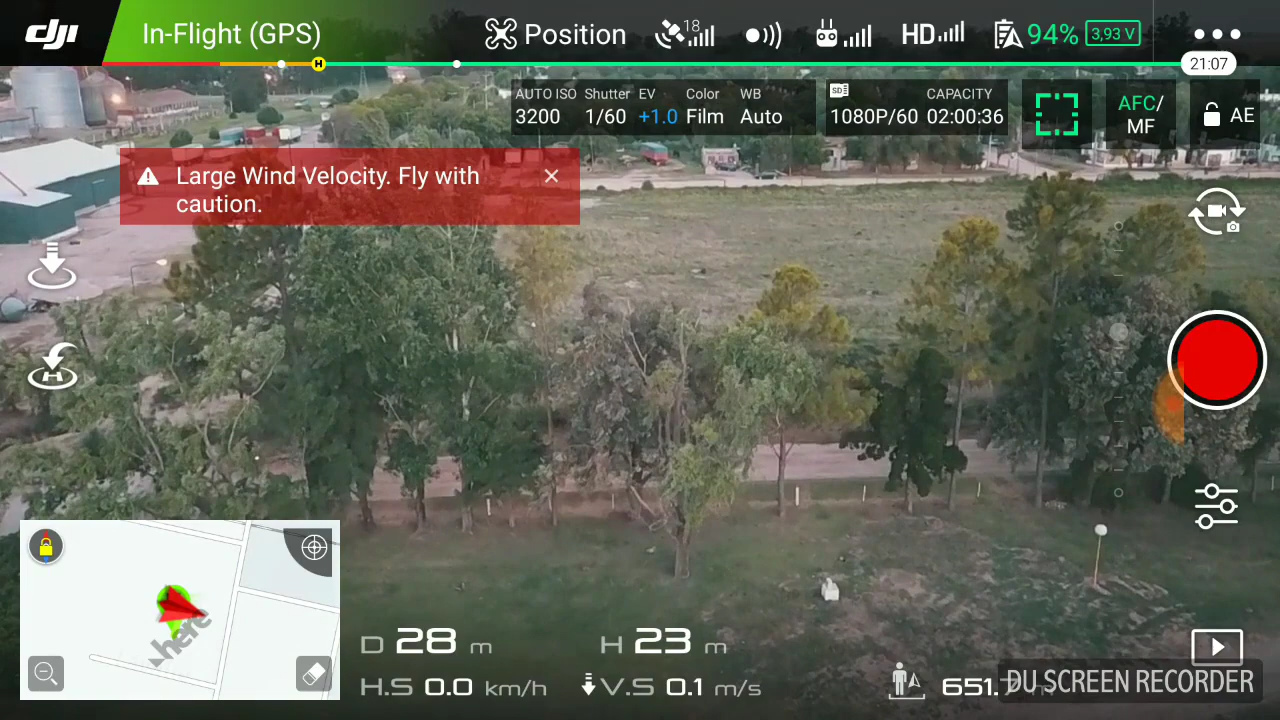 dji In-Flight (GPS) Position 18 HD 94% 3,93 V
H 21:07
AUTO ISO Shutter EV Color WB SD CAPACITY
3200 1/60 +1.0 Film Auto 1080P/60 02:00:36 AFC/ MF AE
Large Wind Velocity. Fly with
caution.
H
here
D 28 m H 23 m
H.S 0.0 km/h V.S 0.1 m/s
DU SCREEN RECORDER